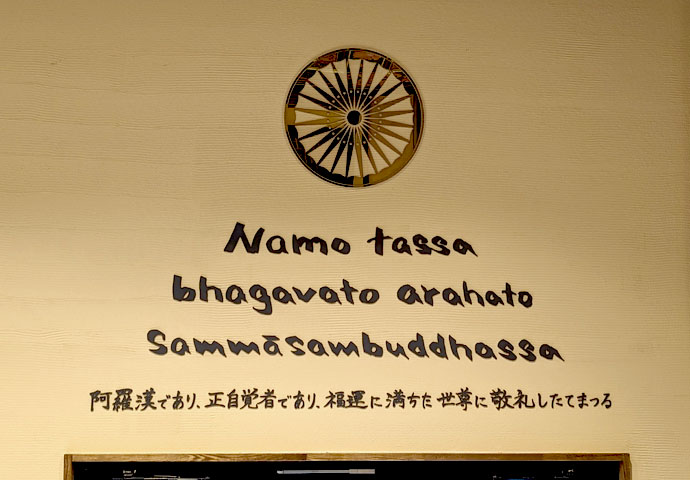 Namo tassa
bhagavato arahato
Sammāsambuddhassa
阿羅漢であり、正自覚者であり、福運に満ちた世尊に敬礼したてまつる